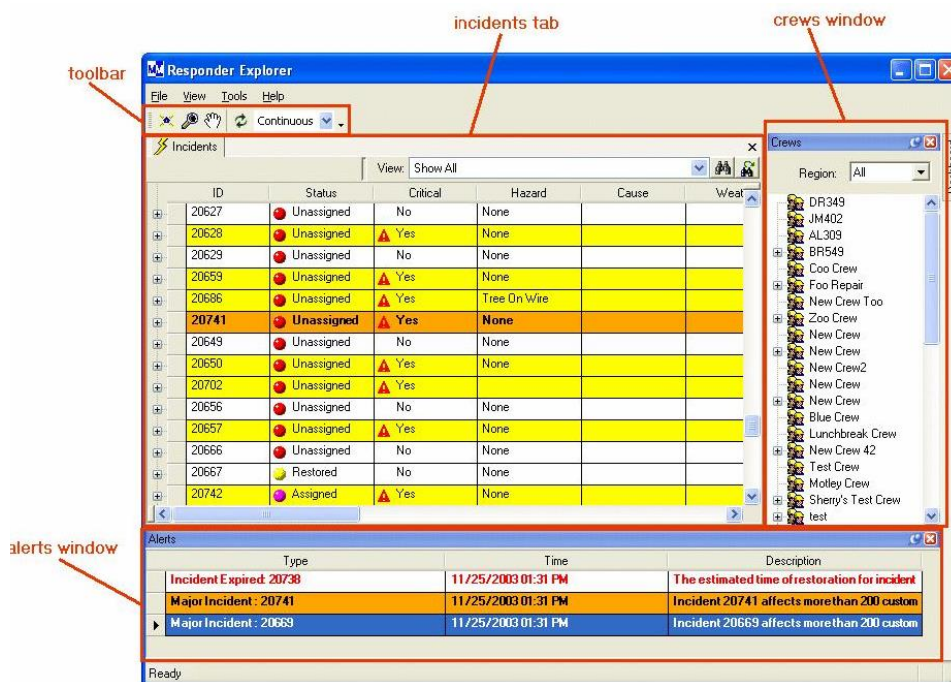 incidents tab
crews window
toolbar
Responder Explorer
File View Tools Help
Continuous
Incidents
View: Show All
ID Status Critical Hazard Cause Weat
20627 Unassigned No None
20628 Unassigned Yes None
20629 Unassigned No None
20659 Unassigned Yes None
20686 Unassigned Yes Tree On Wire
20741 Unassigned Yes None
20649 Unassigned No None
20650 Unassigned Yes None
20702 Unassigned Yes
20656 Unassigned No None
20657 Unassigned Yes None
20666 Unassigned No None
20667 Restored No None
20742 Assigned Yes None
Crews
Region: All
DR349
JM402
AL309
BR549
Coo Crew
Foo Repair
New Crew Too
Zoo Crew
New Crew
New Crew
New Crew2
New Crew
New Crew
Blue Crew
Lunchbreak Crew
New Crew 42
Test Crew
Motley Crew
Sherry's Test Crew
test
alerts window
Alerts
Type Time Description
Incident Expired: 20738 11/25/2003 01:31 PM The estimated time of restoration for incident
Major Incident : 20741 11/25/2003 01:31 PM Incident 20741 affects more than 200 custom
Major Incident : 20669 11/25/2003 01:31 PM Incident 20669 affects more than 200 custom
Ready